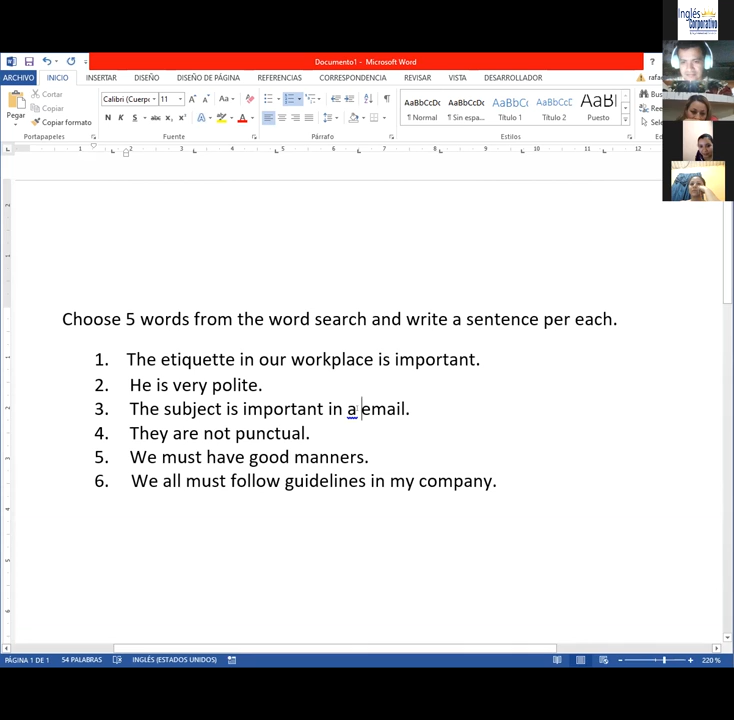 Inglés
Corporativo
Documento1 - Microsoft Word
?
ARCHIVO INICIO INSERTAR DISEÑO DISEÑO DE PÁGINA REFERENCIAS CORRESPONDENCIA REVISAR VISTA DESARROLLADOR
Cortar
Copiar
Pegar
Copiar formato
Calibri (Cuerpo 11
N K S abc x₂ x²
AaBbCcDc AaBbCcDc AaBbC AaBbCcD AaBl
¶ Normal ¶ Sin espa... Título 1 Título 2 Puesto
Portapapeles Fuente Párrafo Estilos
Choose 5 words from the word search and write a sentence per each.
1. The etiquette in our workplace is important.
2. He is very polite.
3. The subject is important in a email.
4. They are not punctual.
5. We must have good manners.
6. We all must follow guidelines in my company.
PÁGINA 1 DE 1 54 PALABRAS INGLÉS (ESTADOS UNIDOS) 220 %